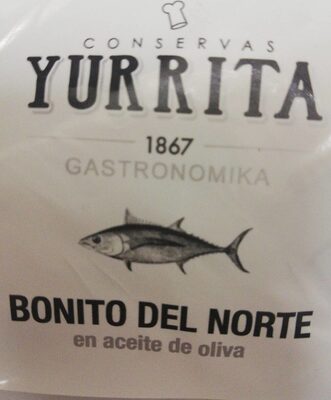 CONSERVAS
YURRITA
1867
GASTRONOMIKA
BONITO DEL NORTE
en aceite de oliva